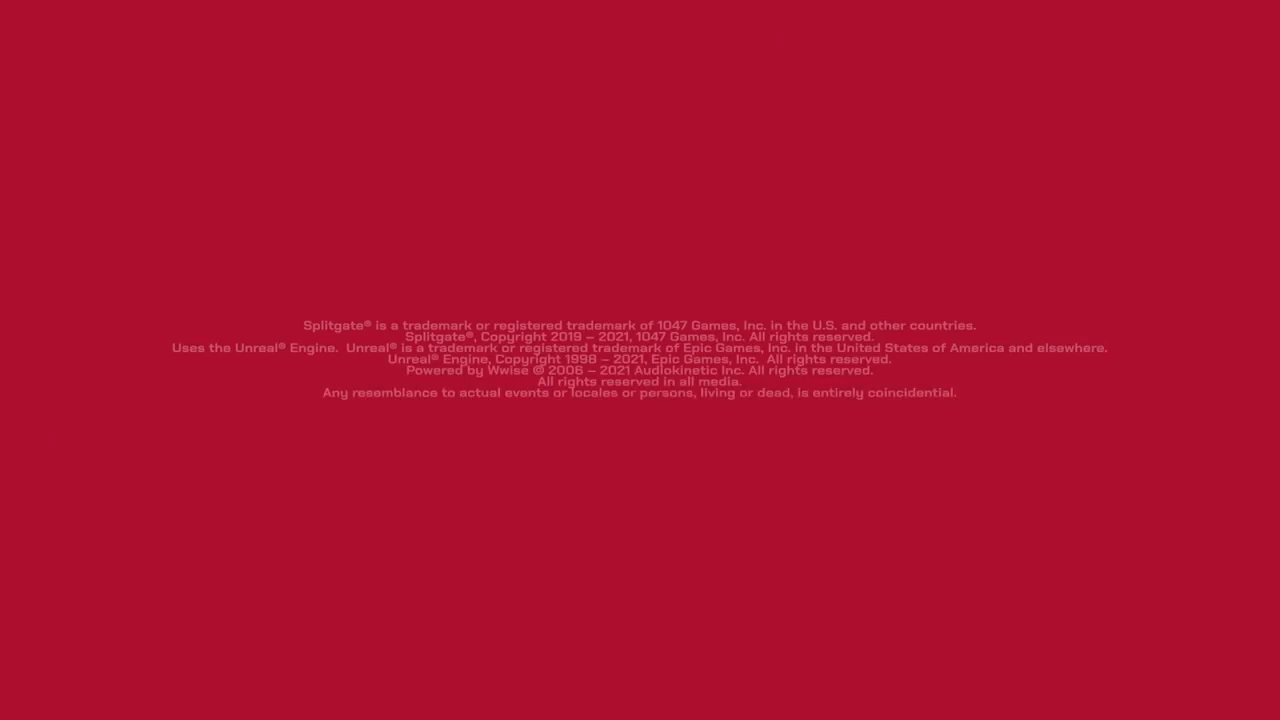 Splitgate® is a trademark or registered trademark of 1047 Games, Inc. in the U.S. and other countries.
Splitgate®, Copyright 2019 – 2021, 1047 Games, Inc. All rights reserved.
Uses the Unreal® Engine.  Unreal® is a trademark or registered trademark of Epic Games, Inc. in the United States of America and elsewhere.
Unreal® Engine, Copyright 1998 – 2021, Epic Games, Inc.  All rights reserved.
Powered by Wwise © 2006 – 2021 Audiokinetic Inc. All rights reserved.
All rights reserved in all media.
Any resemblance to actual events or locales or persons, living or dead, is entirely coincidential.